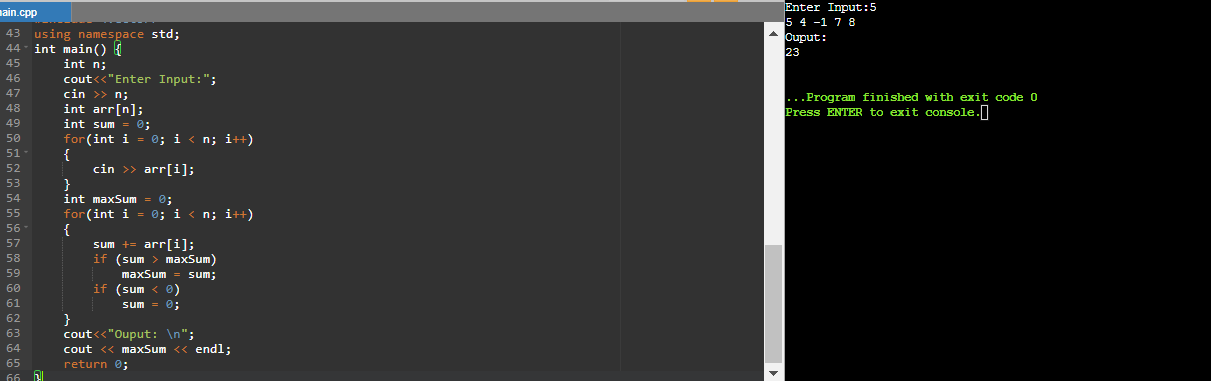 main.cpp
43 using namespace std;
44 int main() {
45 int n;
46 cout<<"Enter Input:";
47 cin >> n;
48 int arr[n];
49 int sum = 0;
50 for(int i = 0; i < n; i++)
51 {
52 cin >> arr[i];
53 }
54 int maxSum = 0;
55 for(int i = 0; i < n; i++)
56 {
57 sum += arr[i];
58 if (sum > maxSum)
59 maxSum = sum;
60 if (sum < 0)
61 sum = 0;
62 }
63 cout<<"Ouput: \n";
64 cout << maxSum << endl;
65 return 0;
66 }
Enter Input:5
5 4 -1 7 8
Ouput:
23
...Program finished with exit code 0
Press ENTER to exit console.